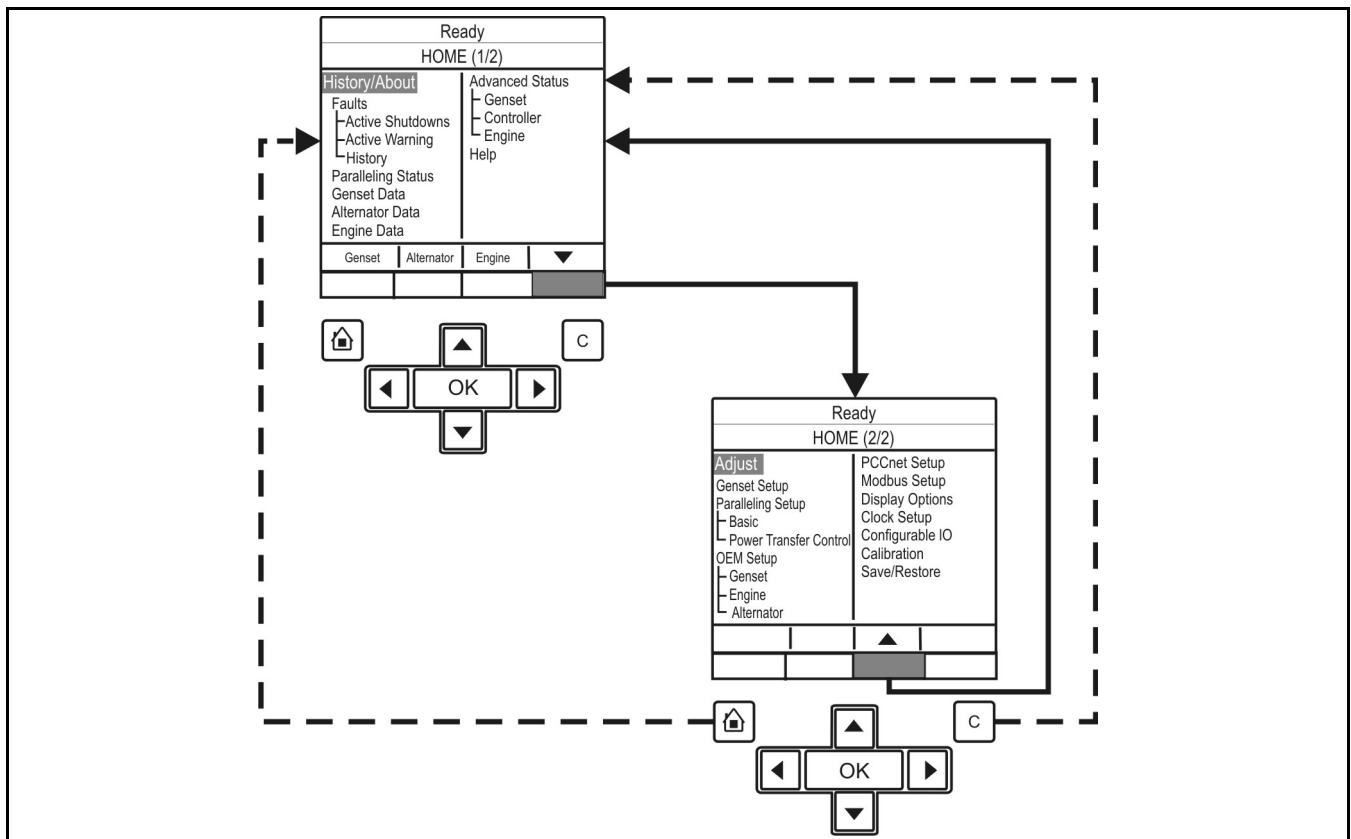 Ready
HOME (1/2)
History/About
Faults
Active Shutdowns
Active Warning
History
Paralleling Status
Genset Data
Alternator Data
Engine Data
Advanced Status
Genset
Controller
Engine
Help
Genset Alternator Engine
C
OK
Ready
HOME (2/2)
Adjust
Genset Setup
Paralleling Setup
Basic
Power Transfer Control
OEM Setup
Genset
Engine
Alternator
PCCnet Setup
Modbus Setup
Display Options
Clock Setup
Configurable IO
Calibration
Save/Restore
C
OK